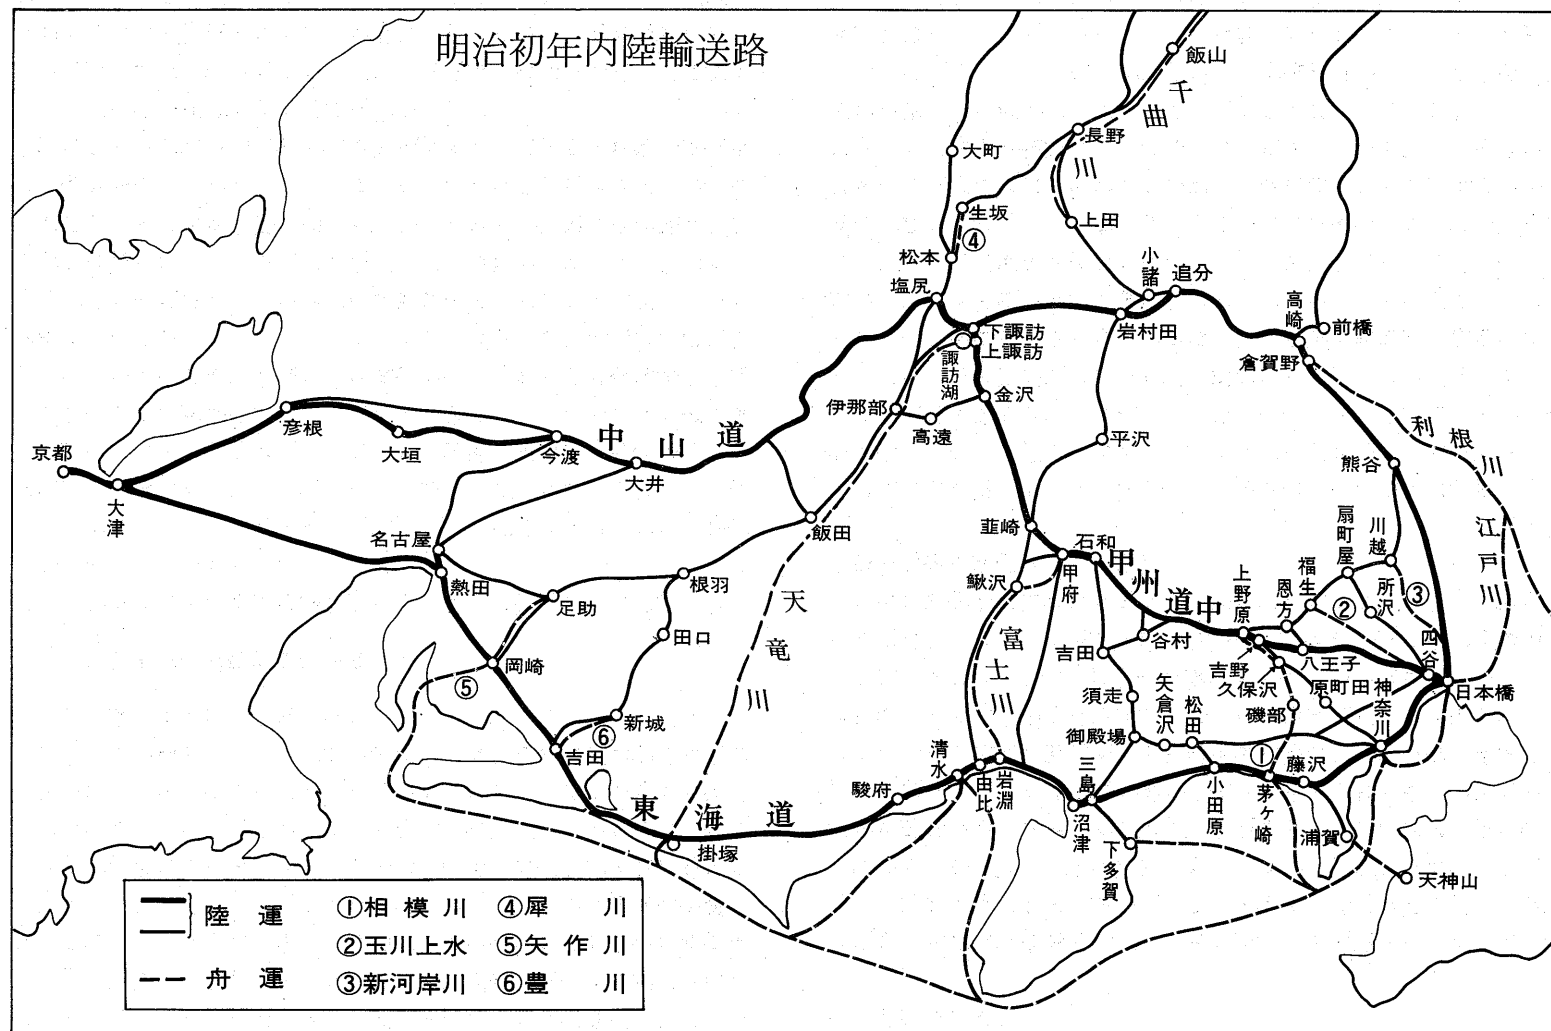 明治初年内陸輸送路
飯山
千曲川
長野
大町
生坂
④
上田
松本
小諸
追分
塩尻
高崎
前橋
下諏訪
上諏訪
諏訪湖
岩村田
倉賀野
金沢
伊那部
高遠
平沢
利根川
彦根
大垣
今渡
中山道
大井
京都
大津
熊谷
江戸川
名古屋
飯田
韮崎
石和
甲府
甲州道中
上野原
恩方
福生
扇町屋
川越
所沢
③
②
熱田
足助
根羽
鰍沢
天竜川
富士川
田口
谷村
吉田
吉野
久保沢
八王子
四谷
日本橋
岡崎
⑤
原町田
神奈川
須走
矢倉沢
松田
磯部
新城
⑥
吉田
御殿場
①
藤沢
清水
由比
岩淵
三島
沼津
小田原
茅ヶ崎
駿府
東海道
掛塚
下多賀
浦賀
天神山
陸運
舟運
①相模川
②玉川上水
③新河岸川
④犀川
⑤矢作川
⑥豊川